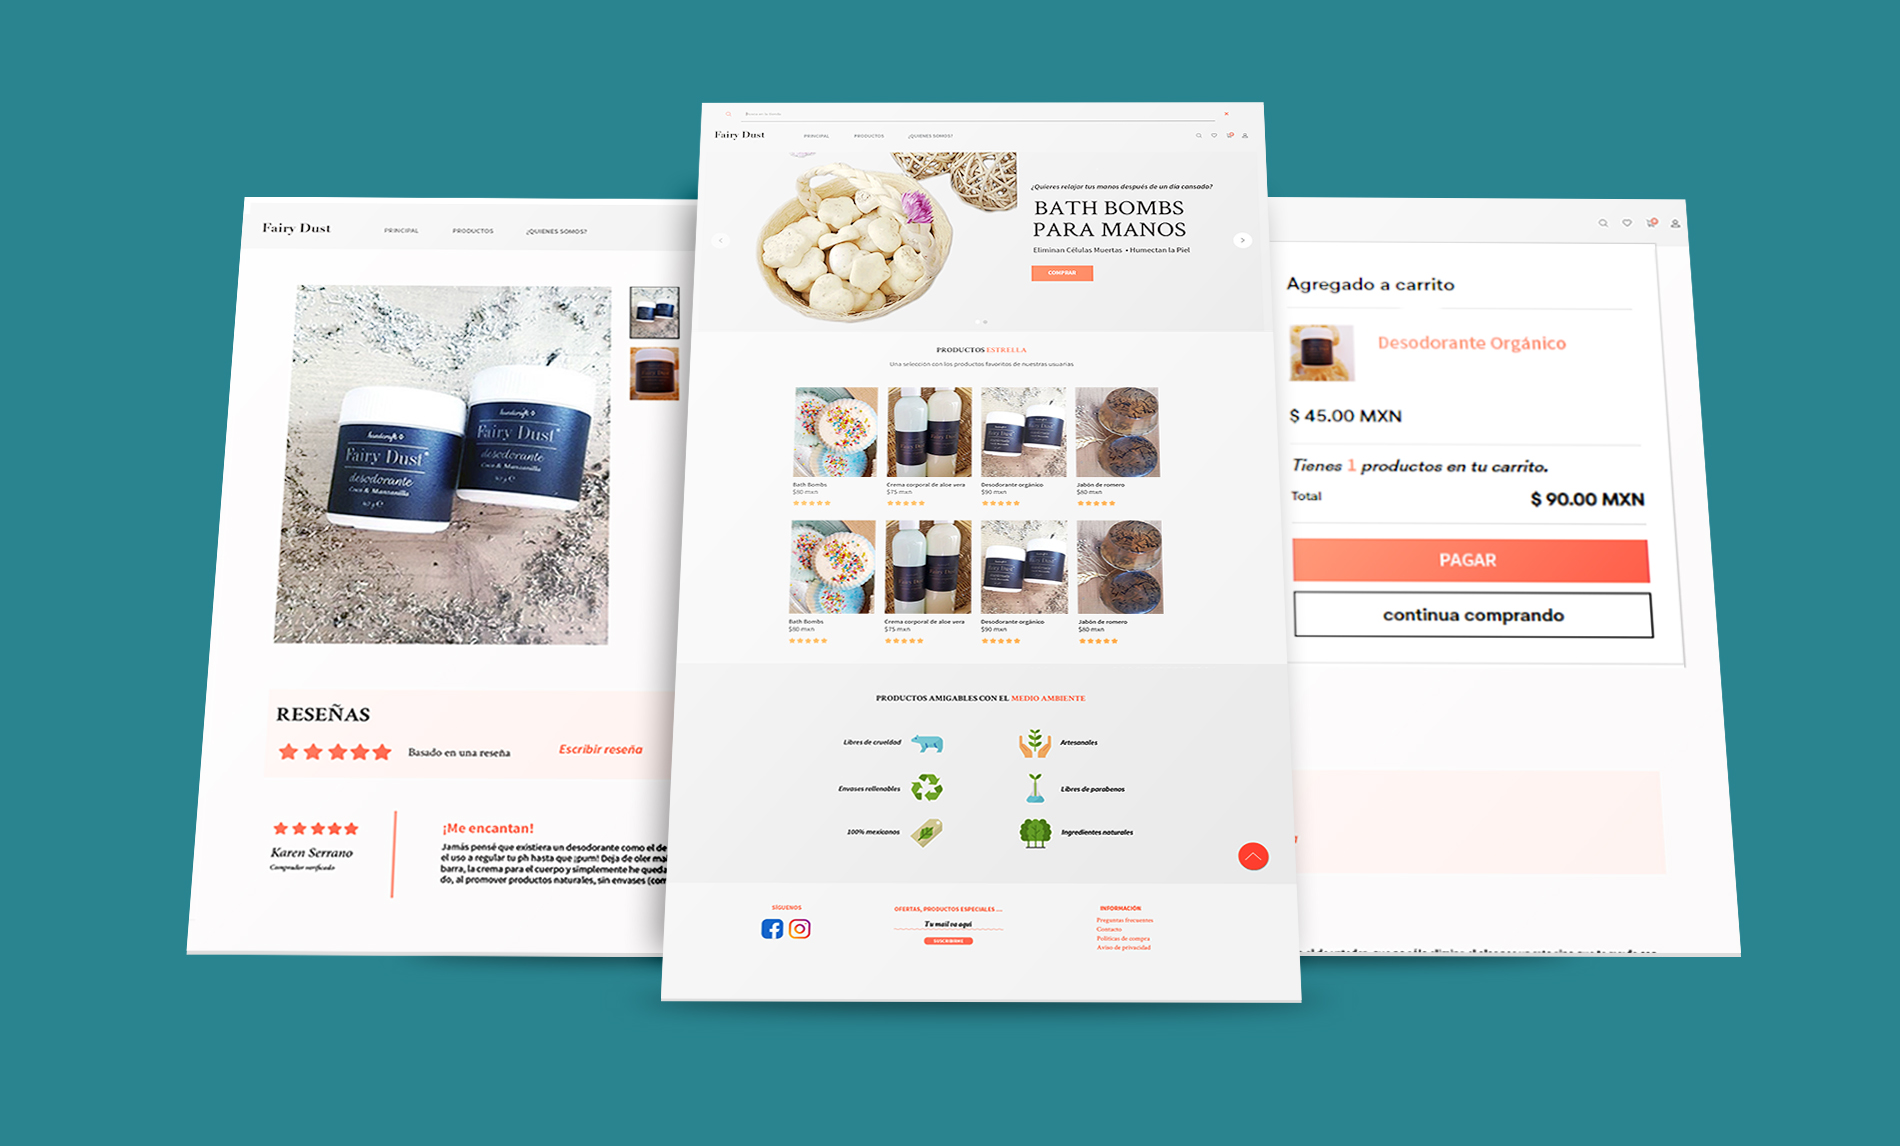 Fairy Dust
PRINCIPAL
PRODUCTOS
¿QUIENES SOMOS?
handcraft
Fairy Dust
desodorante
Coco & Manzanilla
handcraft
Fairy Dust
desodorante
Coco & Manzanilla
RESEÑAS
Basado en una reseña
Escribir reseña
Karen Serrano
Comprador verificado
¡Me encantan!
Jamás pensé que existiera un desodorante como el de
el uso a regular tu ph hasta que ¡pum! Deja de oler mal
barra, la crema para el cuerpo y simplemente he queda
do, al promover productos naturales, sin envases (com
Fairy Dust
PRINCIPAL
PRODUCTOS
¿QUIENES SOMOS?
¿Quieres relajar tus manos después de un día cansado?
BATH BOMBS
PARA MANOS
Eliminan Células Muertas • Humectan la Piel
COMPRAR
PRODUCTOS ESTRELLA
Una selección con los productos favoritos de nuestras usuarias
Bath Bombs
$80 mxn
Crema corporal de aloe vera
$75 mxn
Desodorante orgánico
$90 mxn
Jabón de romero
$80 mxn
Bath Bombs
$80 mxn
Crema corporal de aloe vera
$75 mxn
Desodorante orgánico
$90 mxn
Jabón de romero
$80 mxn
PRODUCTOS AMIGABLES CON EL MEDIO AMBIENTE
Libres de crueldad
Artesanales
Envases rellenables
Libres de parabenos
100% mexicanos
Ingredientes naturales
SÍGUENOS
OFERTAS, PRODUCTOS ESPECIALES ...
Tu mail va aquí
SUSCRIBIRME
INFORMACIÓN
Preguntas frecuentes
Contacto
Políticas de compra
Aviso de privacidad
Agregado a carrito
Desodorante Orgánico
$ 45.00 MXN
Tienes 1 productos en tu carrito.
Total
$ 90.00 MXN
PAGAR
continua comprando